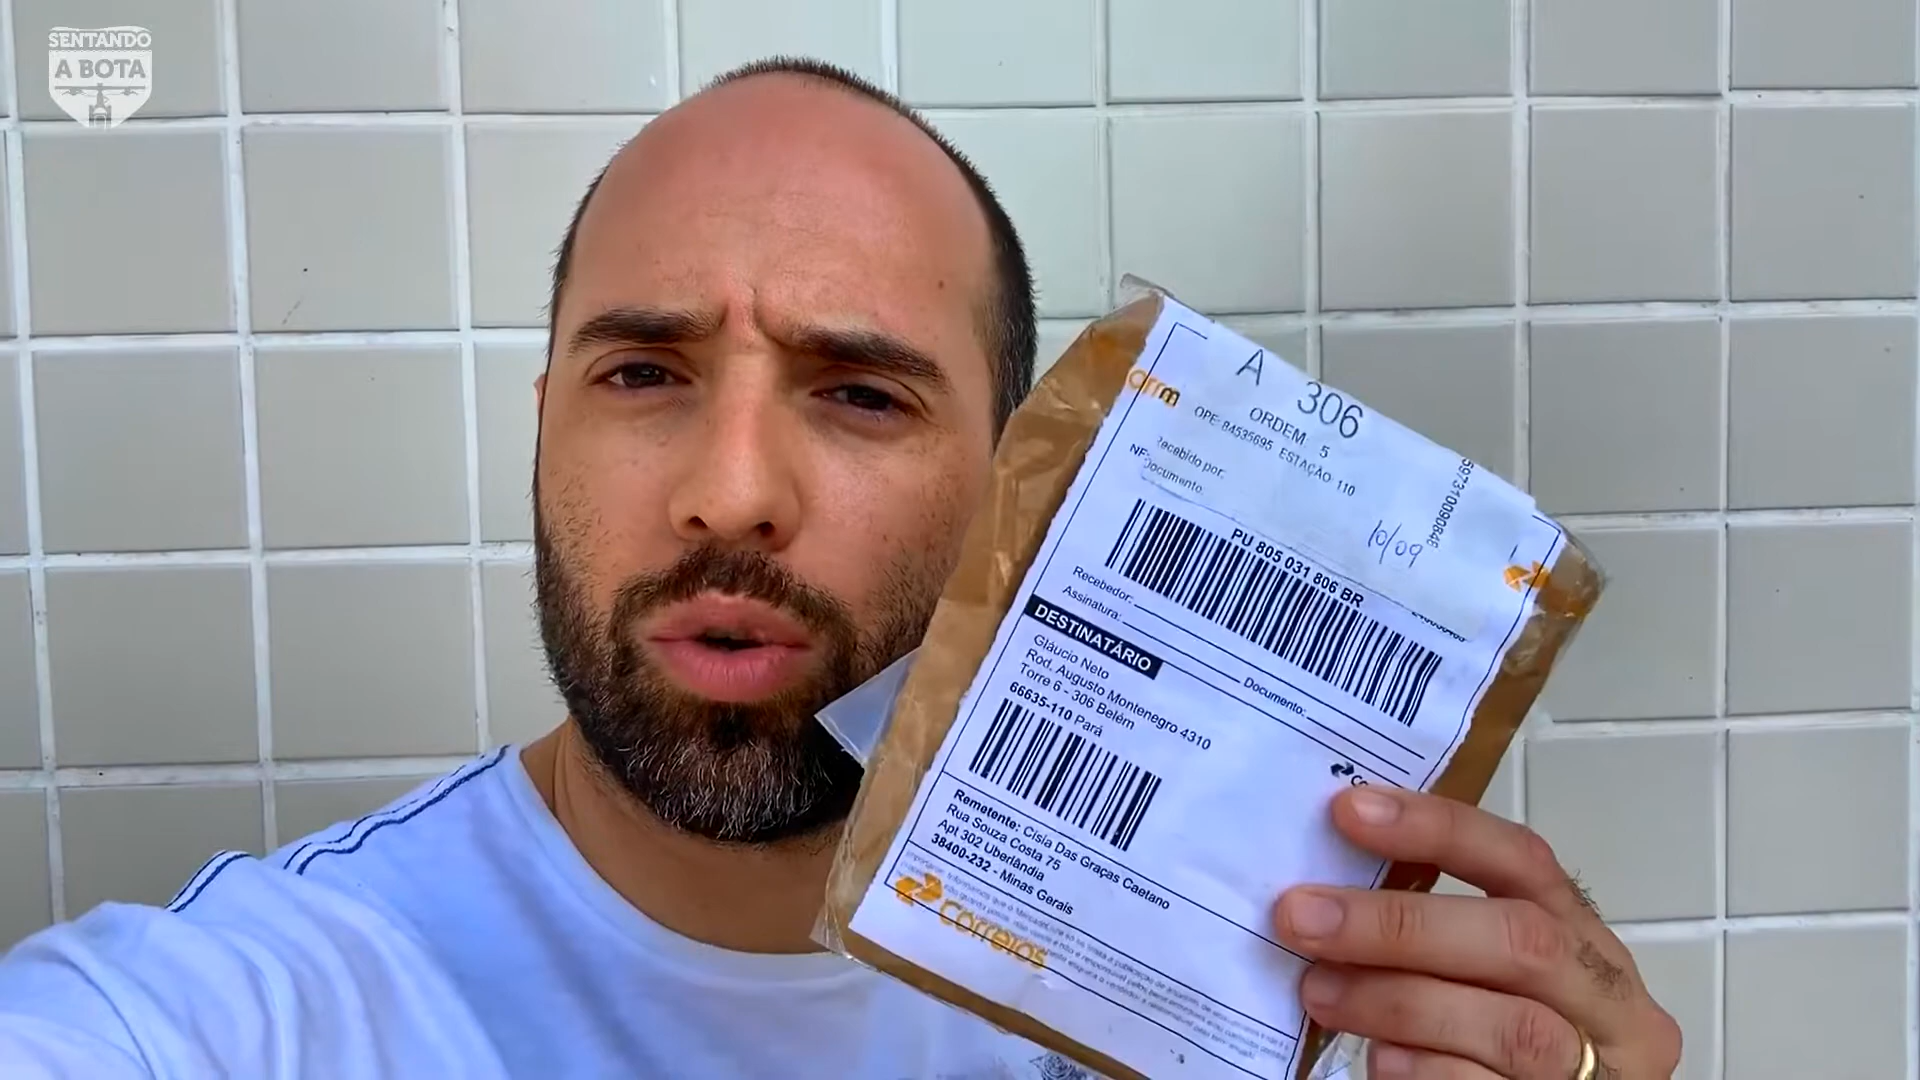 SENTANDO
A BOTA
A 306
ORDEM: 5
OPE: 84535695 ESTAÇÃO: 110
Recebido por:
NF:
Documento:
10/09
PU 805 031 806 BR
Recebedor:
Assinatura:
Documento:
DESTINATÁRIO
Gláucio Neto
Rod. Augusto Montenegro 4310
Torre 6 - 306 Belém
66635-110 Pará
Remetente: Cisia Das Graças Caetano
Rua Souza Costa 75
Apt 302 Uberlândia
38400-232 - Minas Gerais
correios